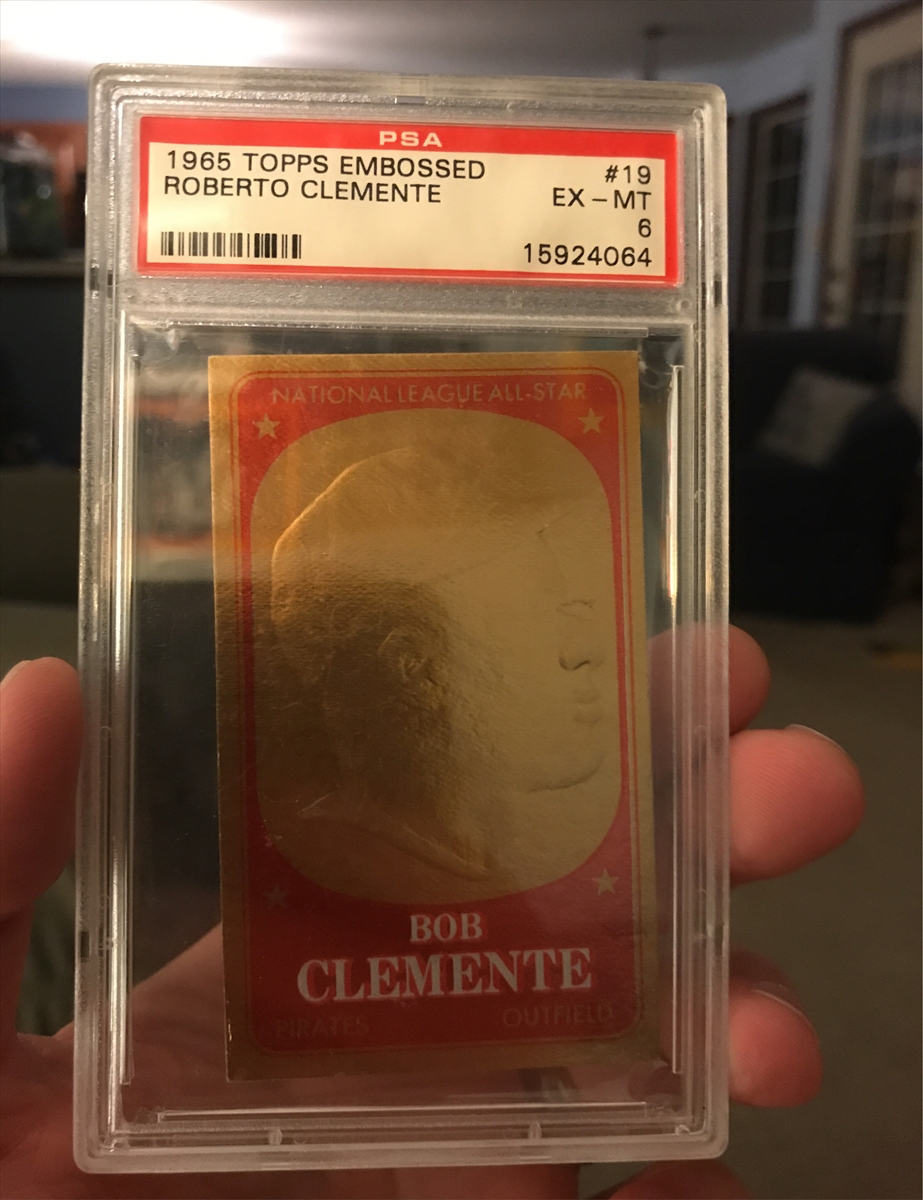 PSA
1965 TOPPS EMBOSSED #19
ROBERTO CLEMENTE EX - MT
6
15924064
NATIONAL LEAGUE ALL-STAR
BOB
CLEMENTE
PIRATES OUTFIELD